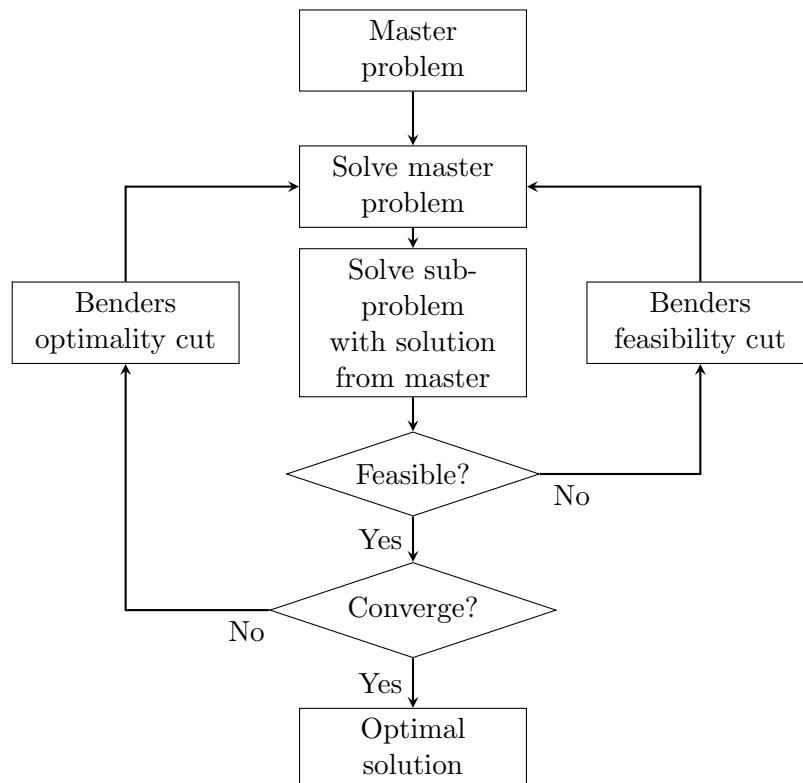 Master
problem
Solve master
problem
Solve sub-
problem
with solution
from master
Benders
optimality cut
Benders
feasibility cut
Feasible?
No
Yes
Converge?
No
Yes
Optimal
solution